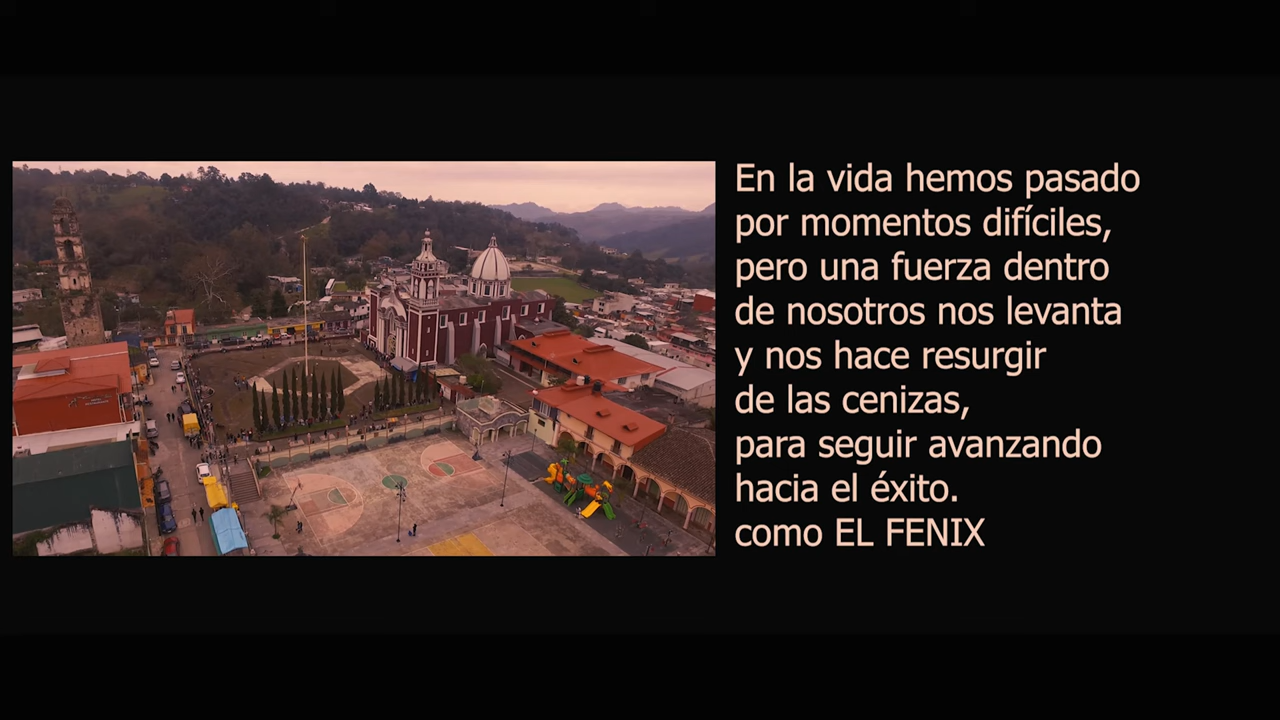 En la vida hemos pasado
por momentos difíciles,
pero una fuerza dentro
de nosotros nos levanta
y nos hace resurgir
de las cenizas,
para seguir avanzando
hacia el éxito.
como EL FENIX